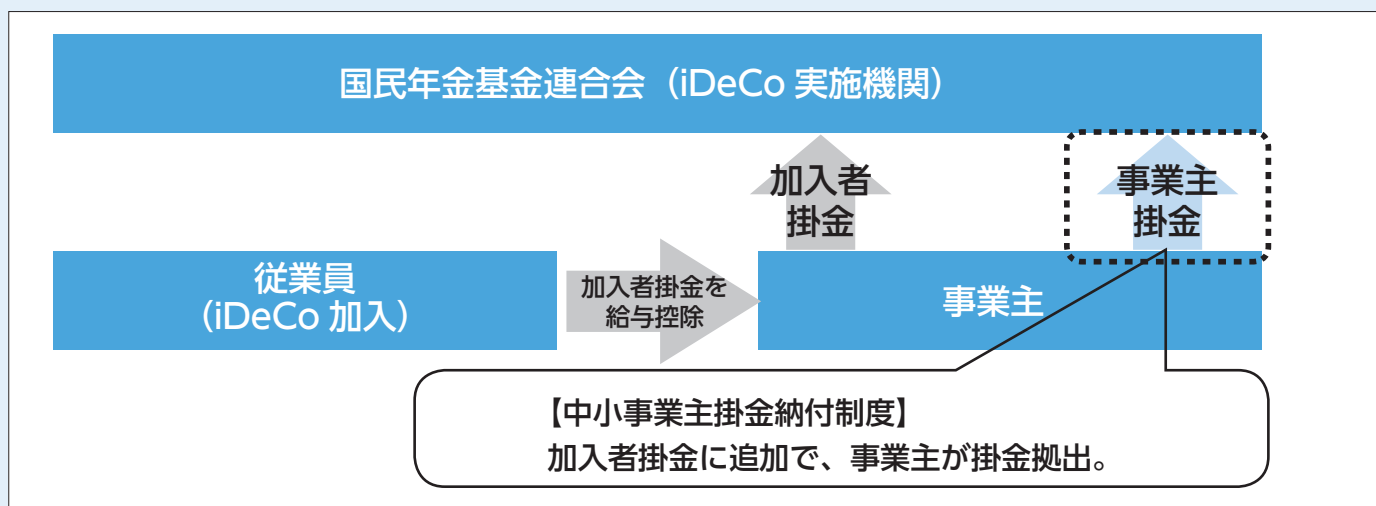 国民年金基金連合会（iDeCo 実施機関）
加入者
掛金
事業主
掛金
従業員
（iDeCo 加入）
加入者掛金を
給与控除
事業主
【中小事業主掛金納付制度】
加入者掛金に追加で、事業主が掛金拠出。